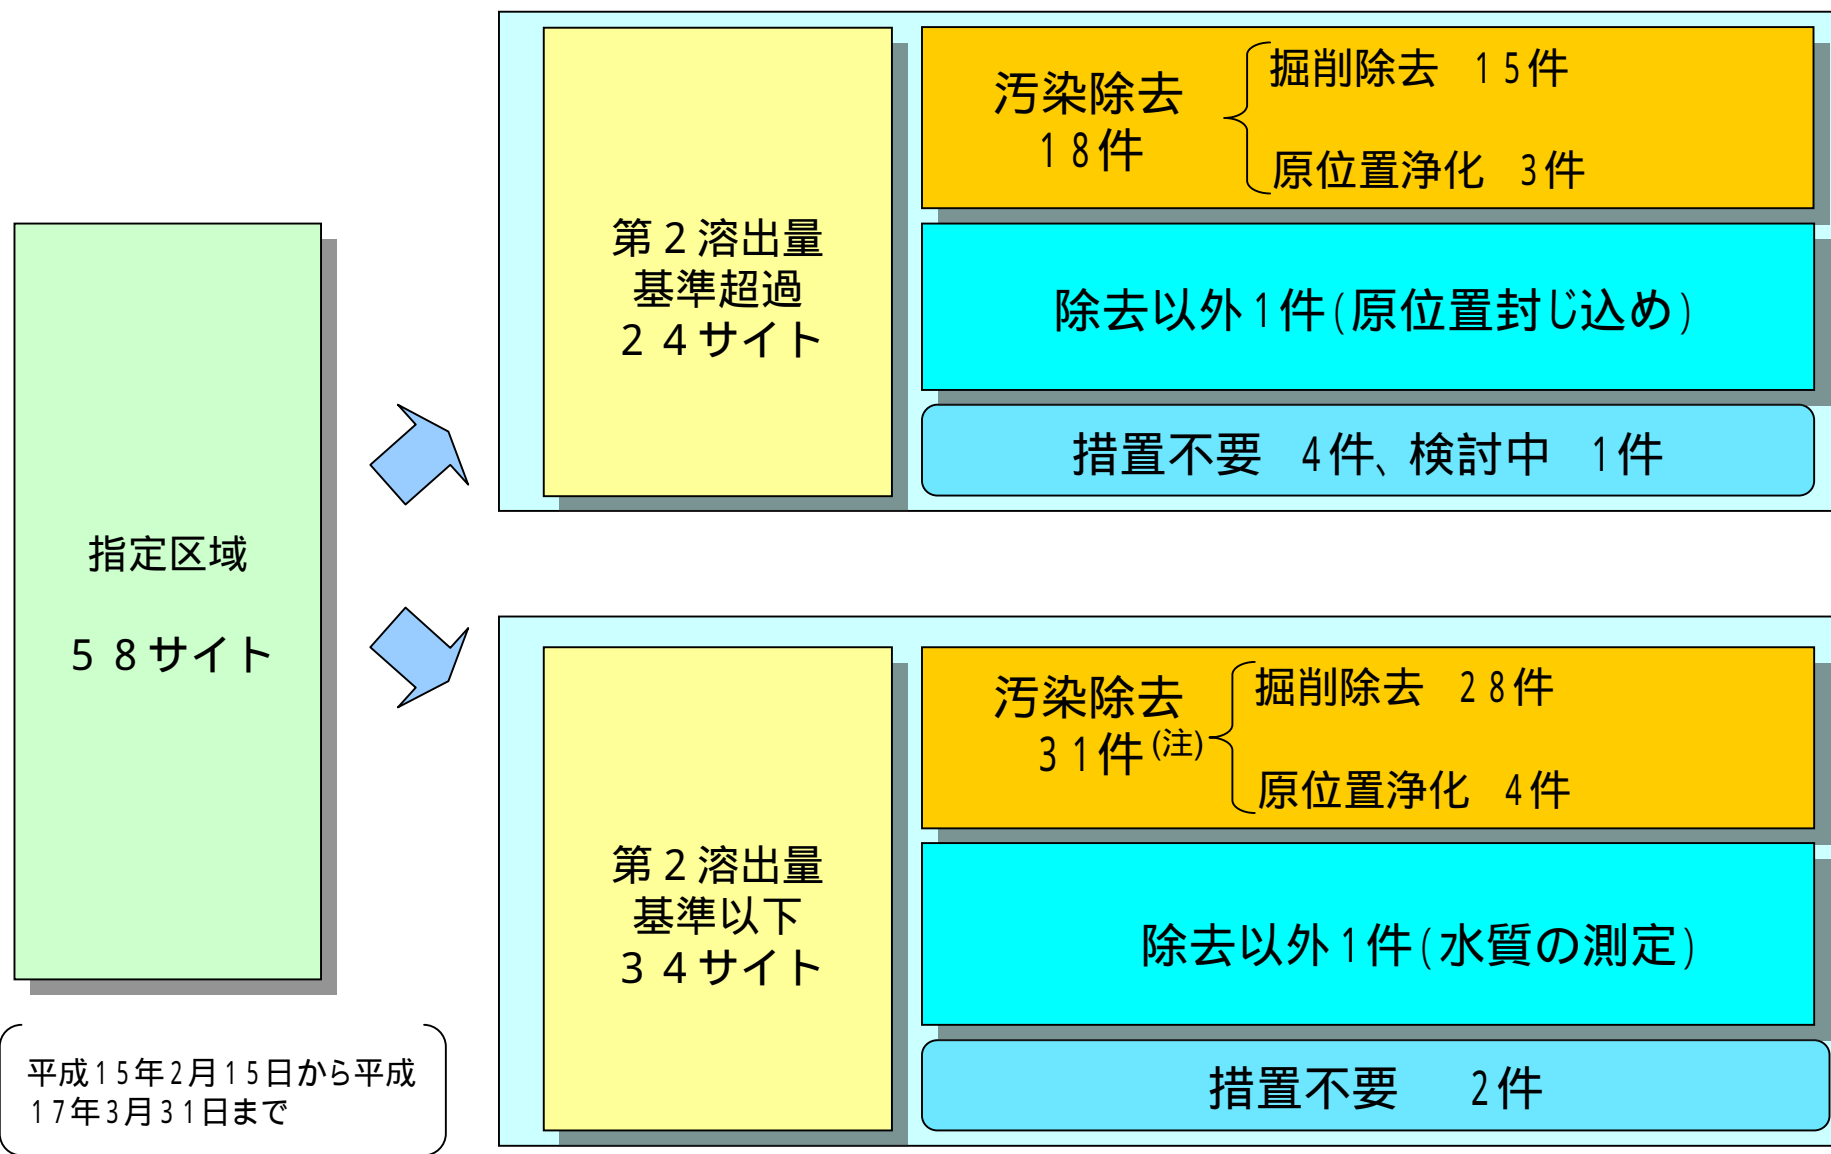 指定区域
５８サイト
平成15年2月15日から平成
17年3月31日まで
第２溶出量
基準超過
２４サイト
汚染除去
18件
掘削除去　15件
原位置浄化　3件
除去以外1件(原位置封じ込め)
措置不要　4件、検討中　1件
第２溶出量
基準以下
３４サイト
汚染除去
31件(注)
掘削除去　28件
原位置浄化　4件
除去以外1件(水質の測定)
措置不要　2件